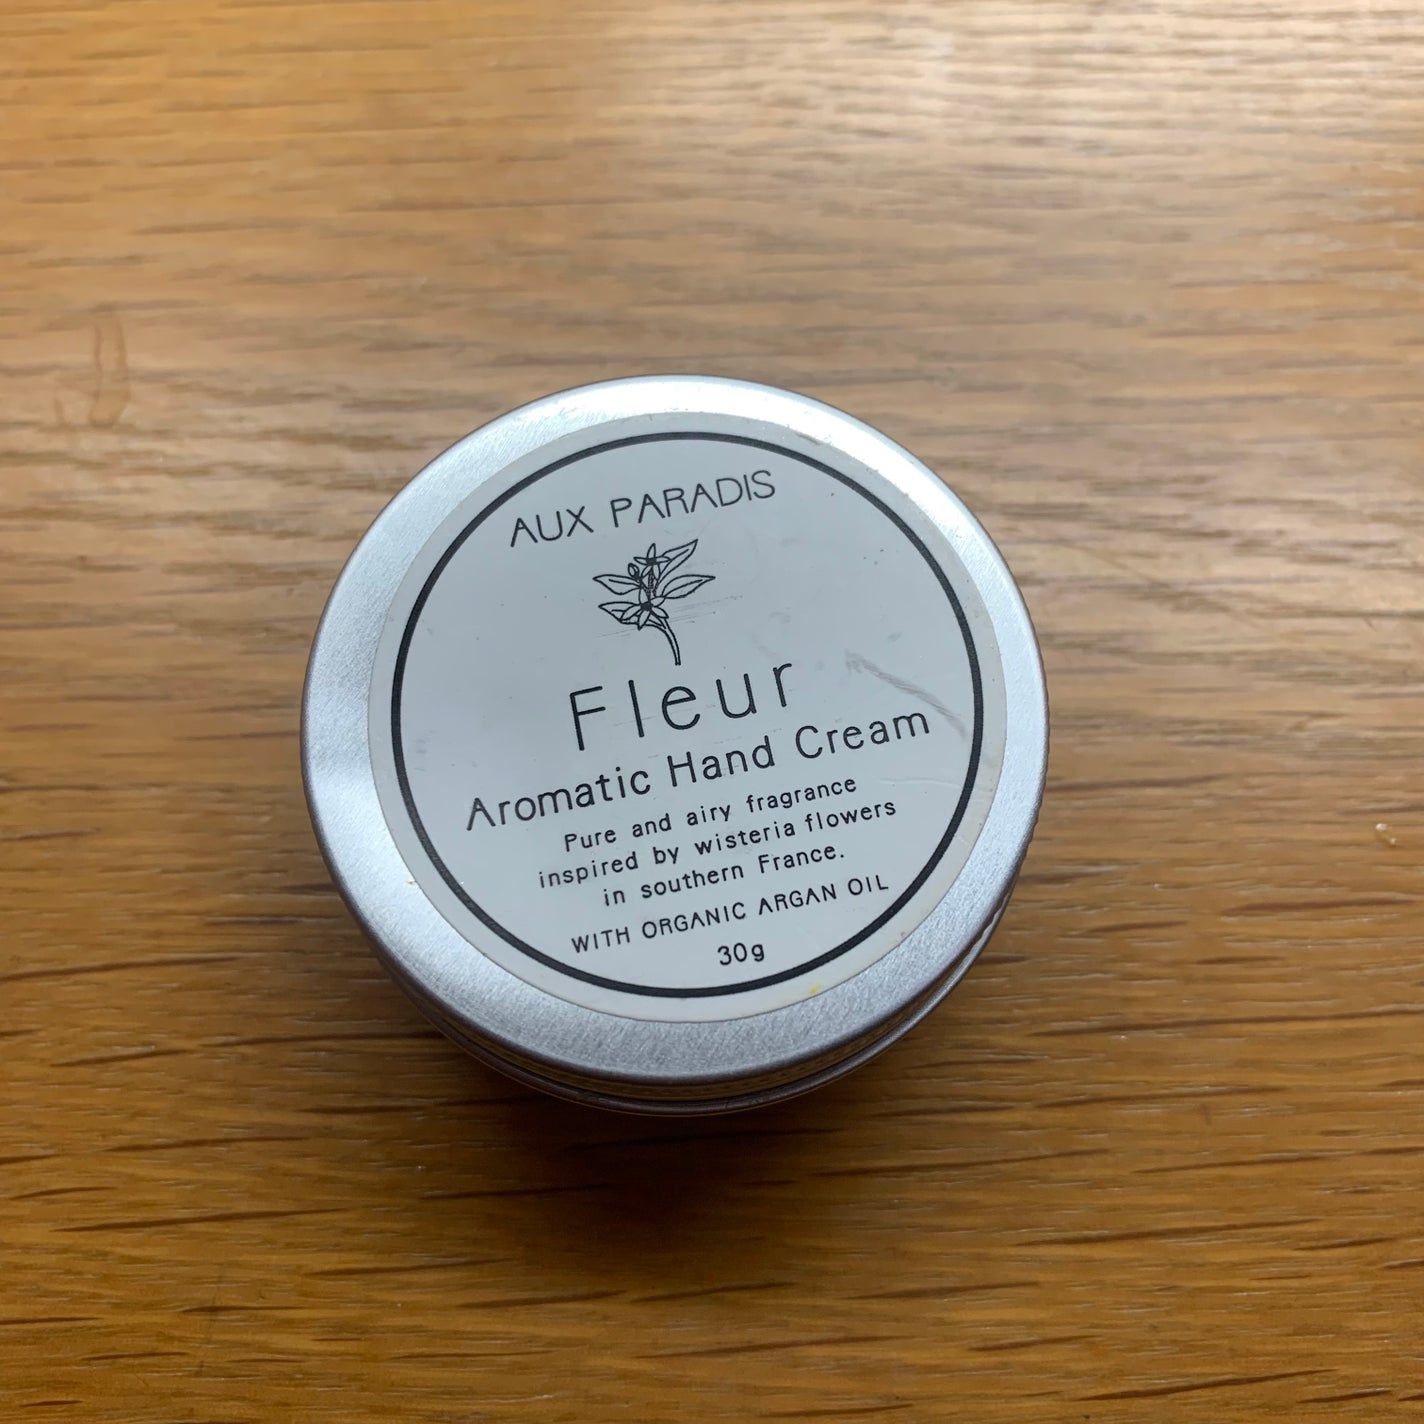 AUX PARADIS
Fleur
Aromatic Hand Cream
Pure and airy fragrance
inspired by wisteria flowers
in southern France.
WITH ORGANIC ARGAN OIL
30g